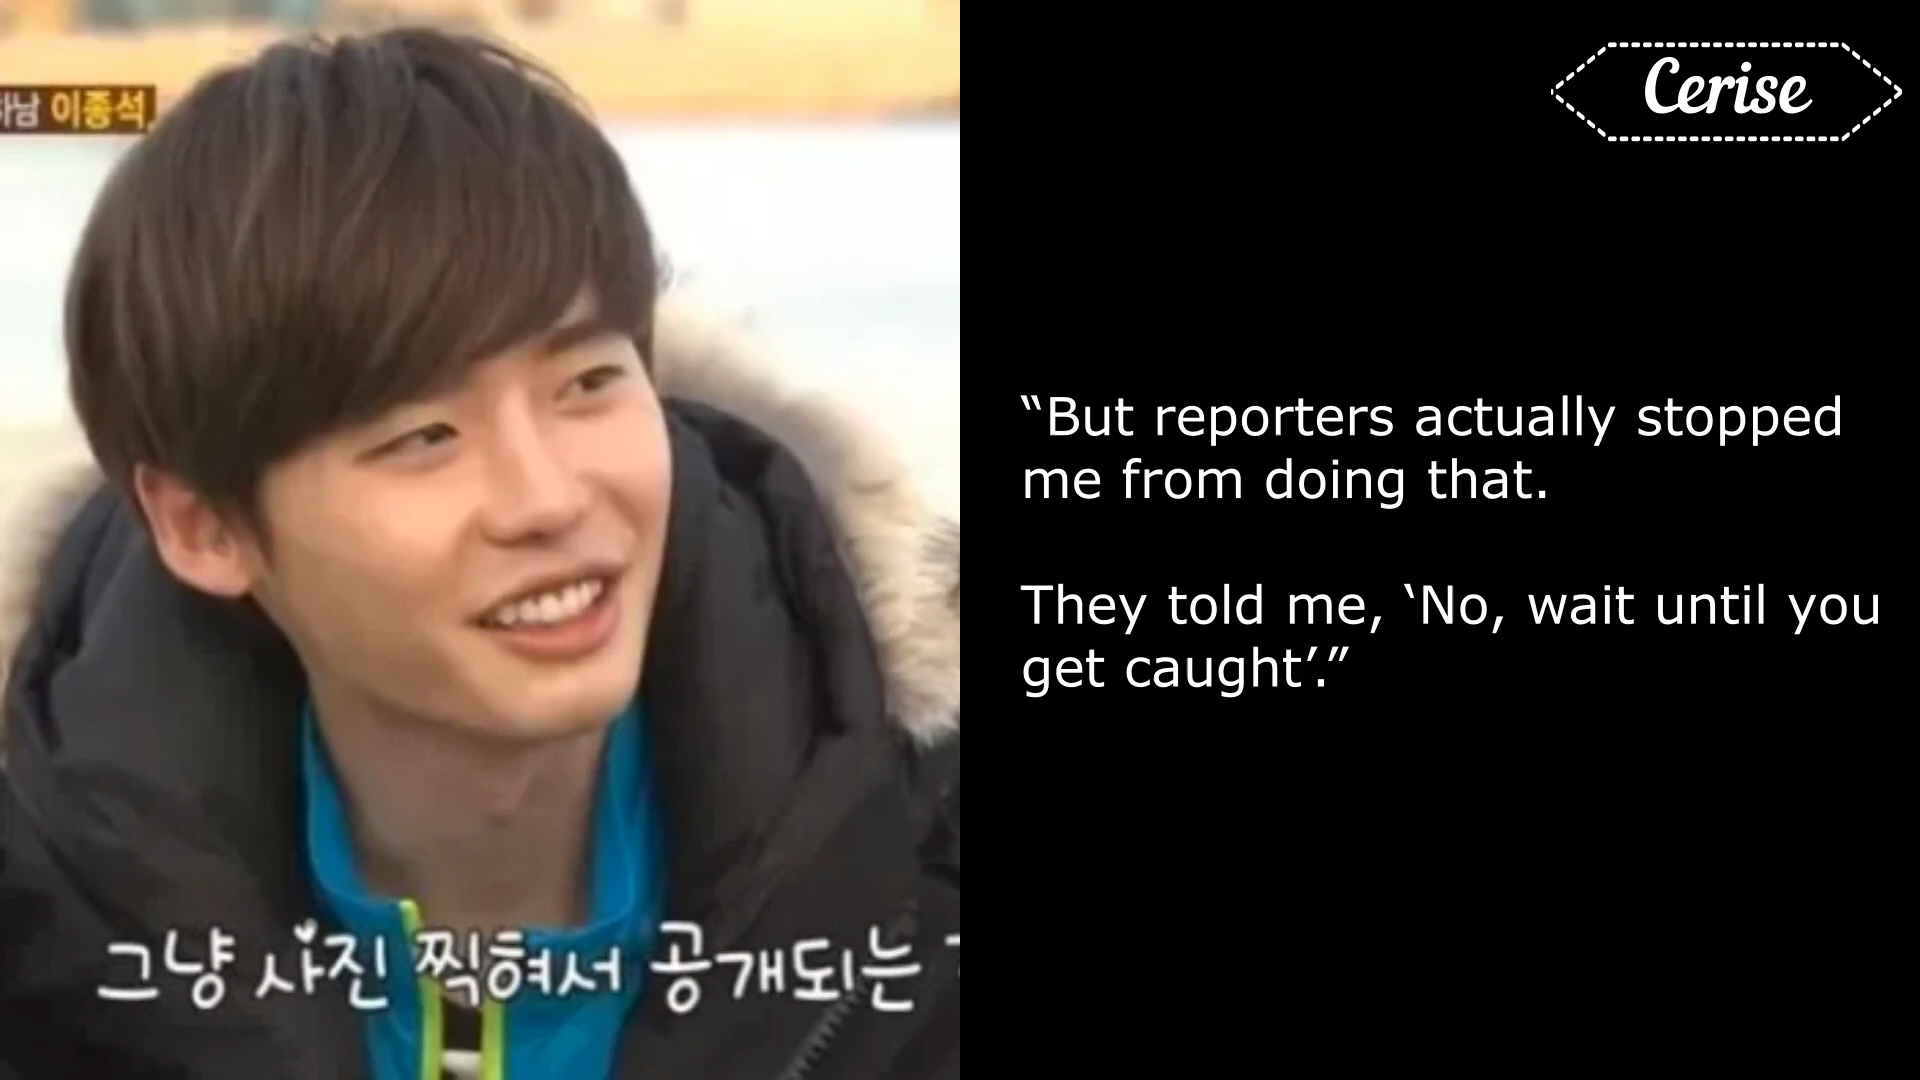 하남 이종석
그냥 사진 찍혀서 공개되는
Cerise
“But reporters actually stopped
me from doing that.
They told me, ‘No, wait until you
get caught’.”